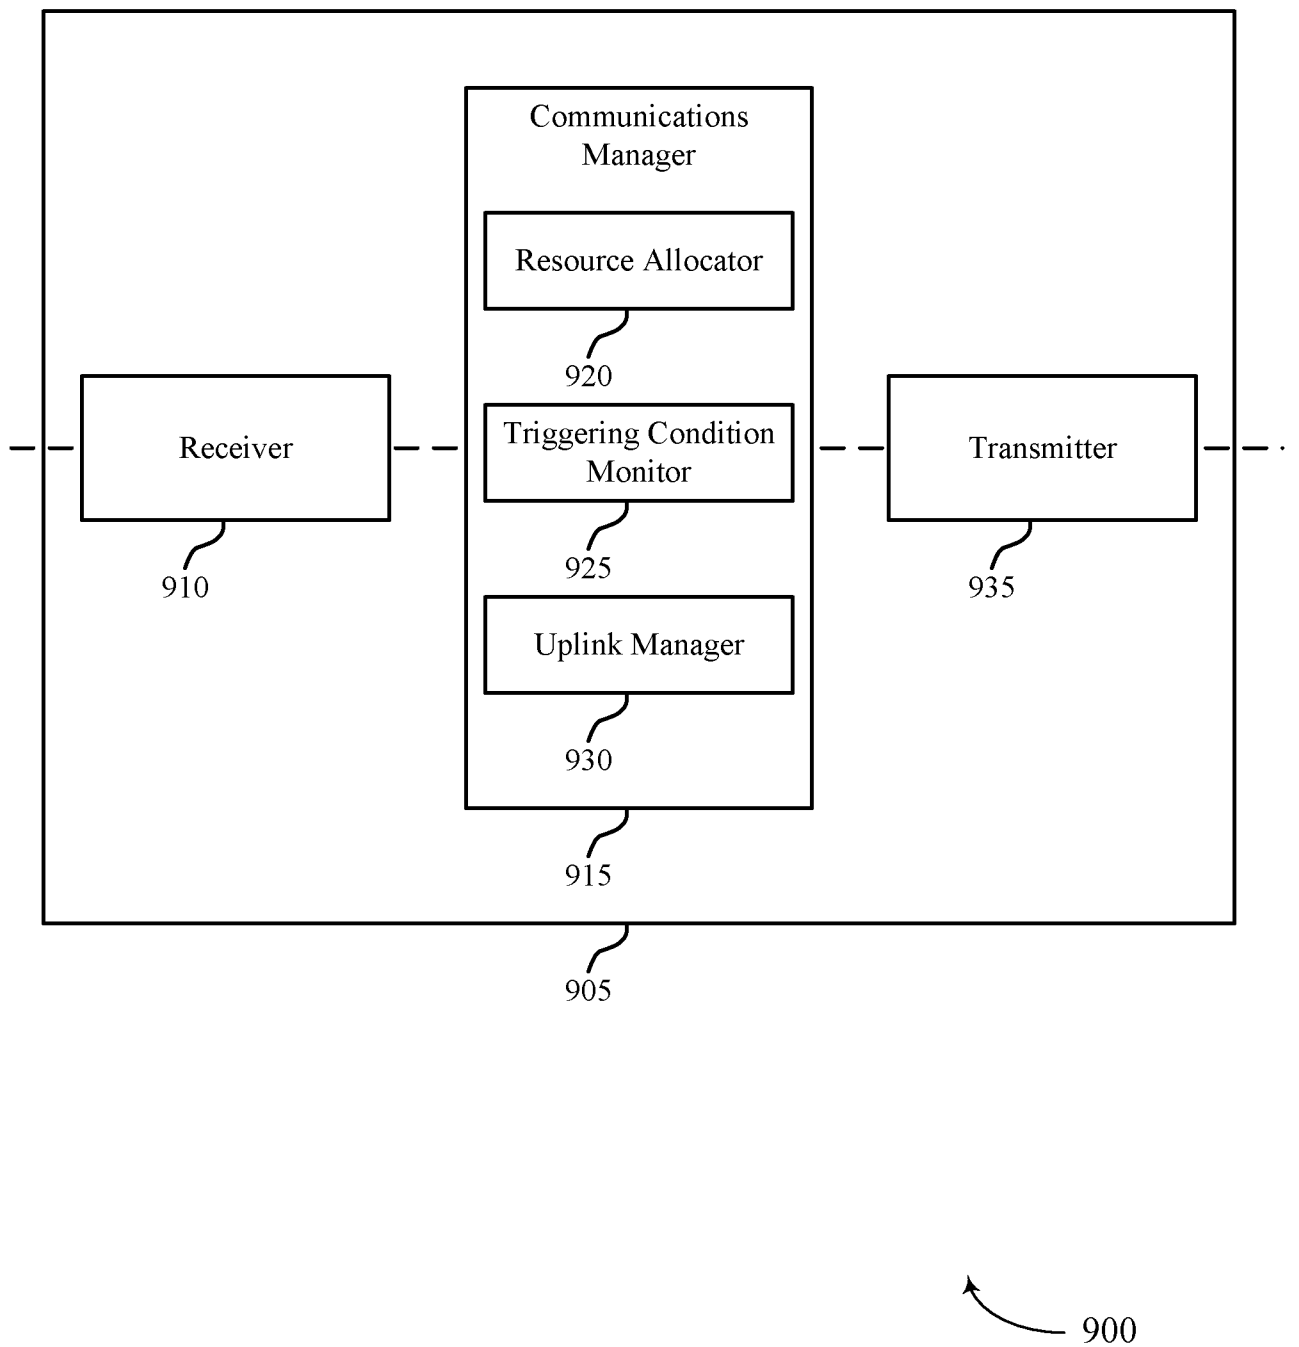 Communications
Manager
Resource Allocator
920
Receiver
910
Triggering Condition
Monitor
925
Transmitter
935
Uplink Manager
930
915
905
900